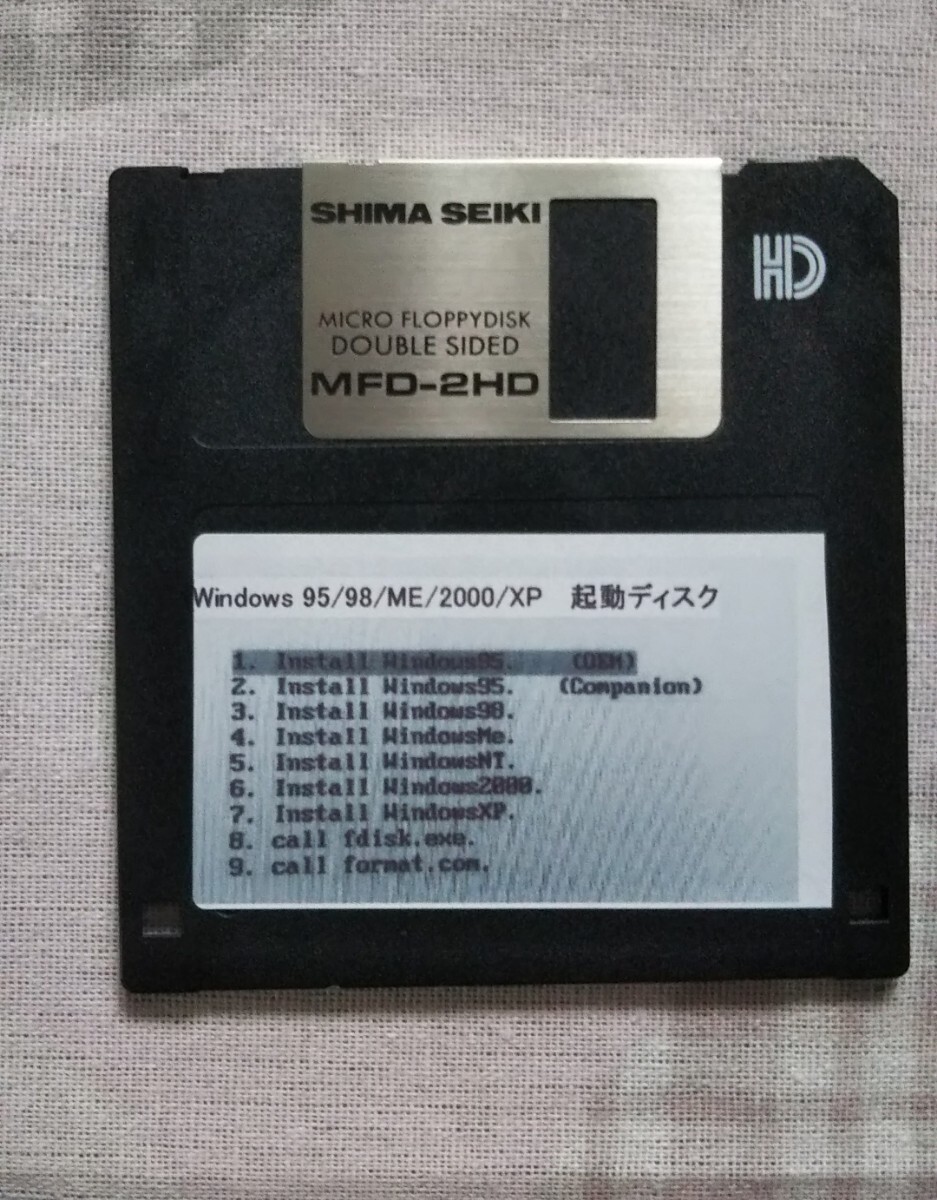 SHIMA SEIKI
HD
MICRO FLOPPYDISK
DOUBLE SIDED
MFD-2HD
Windows 95/98/ME/2000/XP 起動ディスク
1. Install Windows95. (OEM)
2. Install Windows95. (Companion)
3. Install Windows98.
4. Install WindowsMe.
5. Install WindowsNT.
6. Install Windows2000.
7. Install WindowsXP.
8. call fdisk.exe.
9. call format.com.